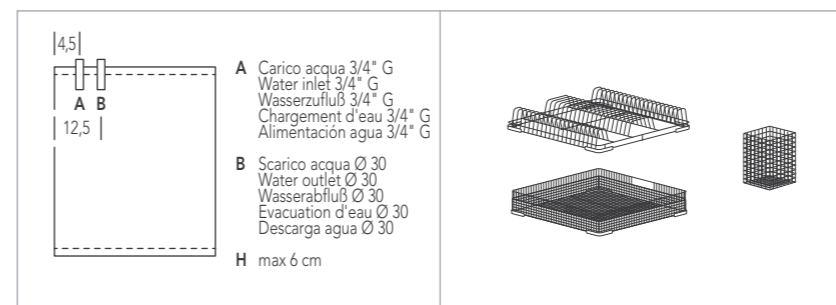 4,5
A B
12,5
A Carico acqua 3/4" G
Water inlet 3/4" G
Wasserzufluß 3/4" G
Chargement d'eau 3/4" G
Alimentación agua 3/4" G
B Scarico acqua Ø 30
Water outlet Ø 30
Wasserabfluß Ø 30
Evacuation d'eau Ø 30
Descarga agua Ø 30
H max 6 cm